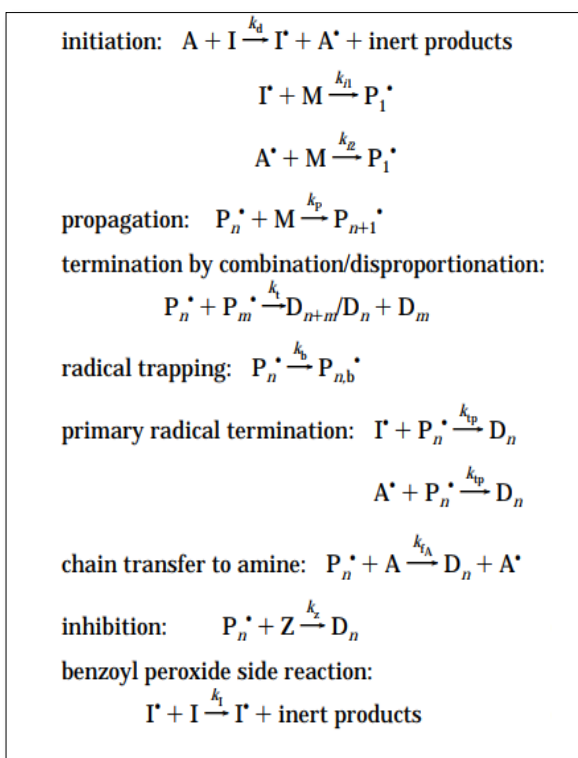 initiation: A + I k_d→ I• + A• + inert products
I• + M k_i1→ P₁•
A• + M k_i2→ P₁•
propagation: P_n• + M k_p→ P_n+1•
termination by combination/disproportionation:
P_n• + P_m• k_t→ D_n+m/D_n + D_m
radical trapping: P_n• k_b→ P_n,b•
primary radical termination: I• + P_n• k_tp→ D_n
A• + P_n• k_tp→ D_n
chain transfer to amine: P_n• + A k_fA→ D_n + A•
inhibition: P_n• + Z k_z→ D_n
benzoyl peroxide side reaction:
I• + I k_I→ I• + inert products